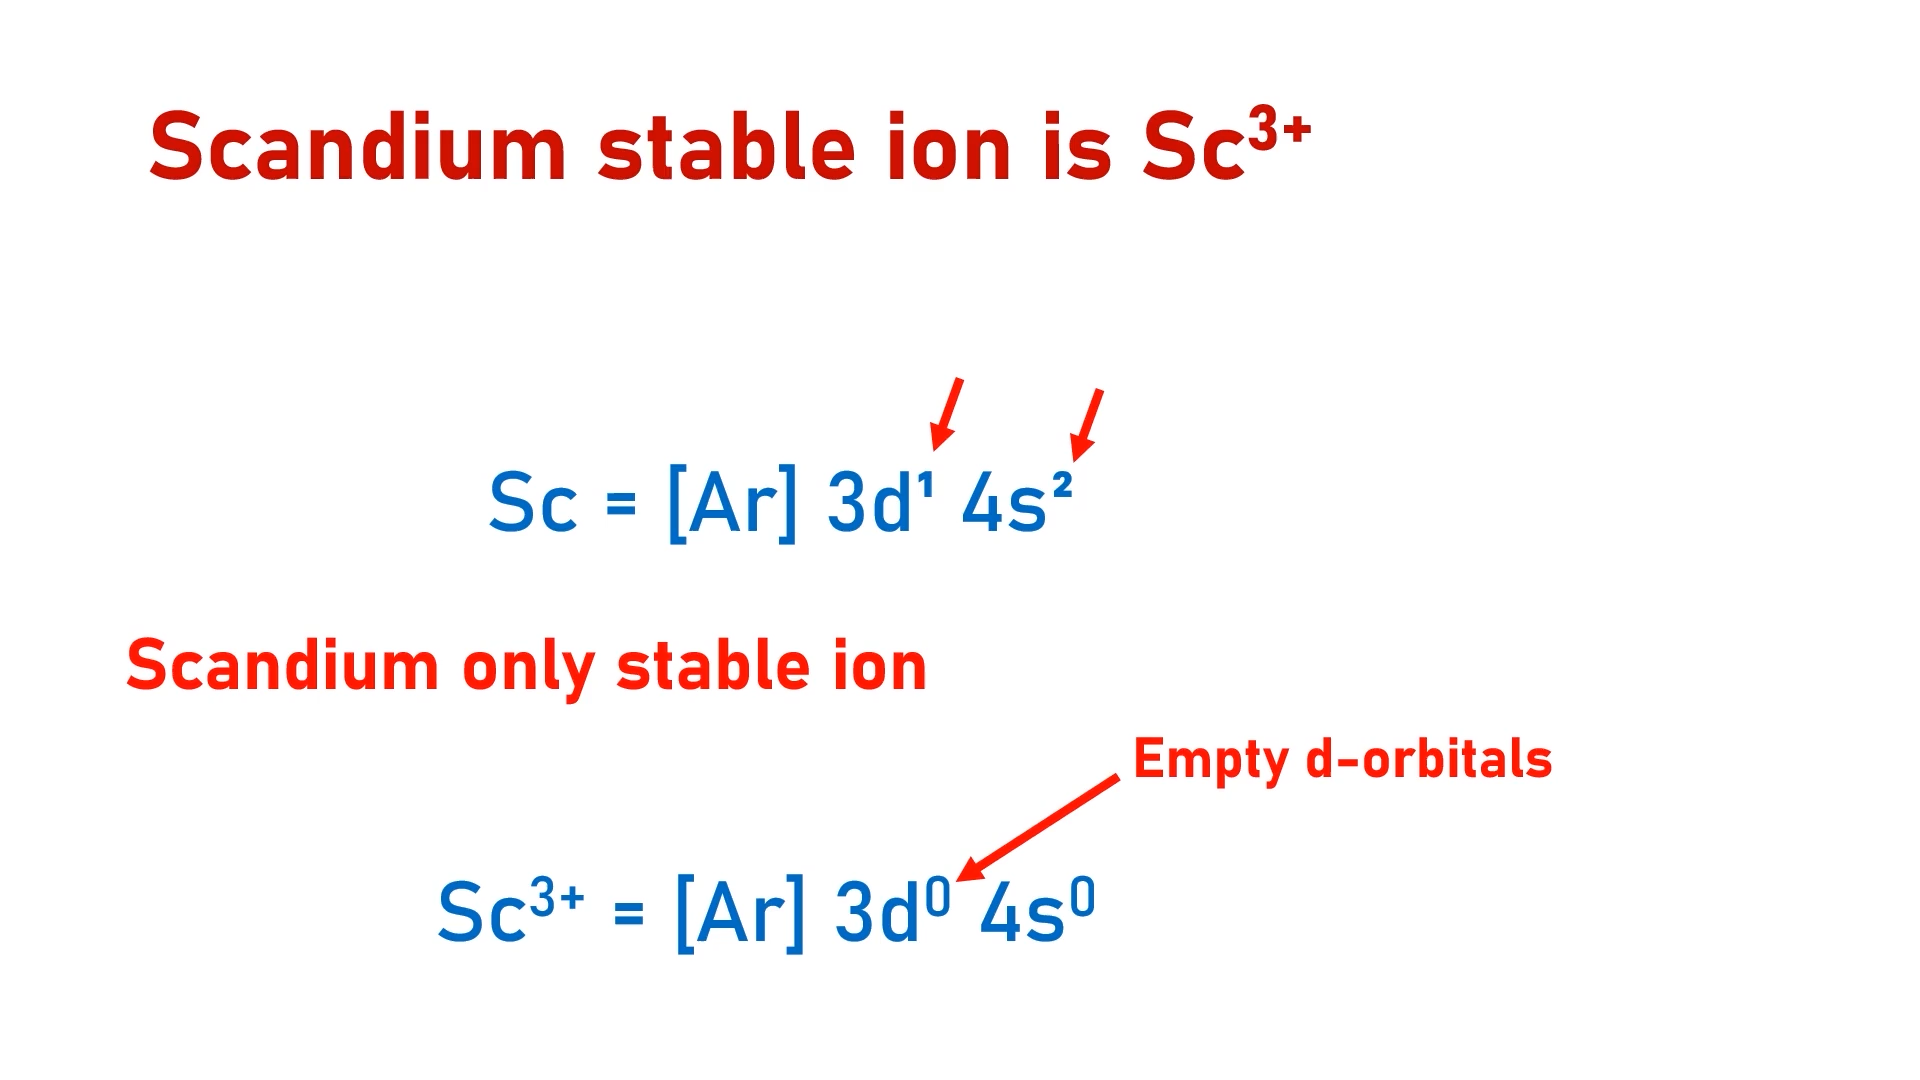 Scandium stable ion is Sc³⁺
Sc = [Ar] 3d¹ 4s²
Scandium only stable ion
Empty d-orbitals
Sc³⁺ = [Ar] 3d⁰ 4s⁰